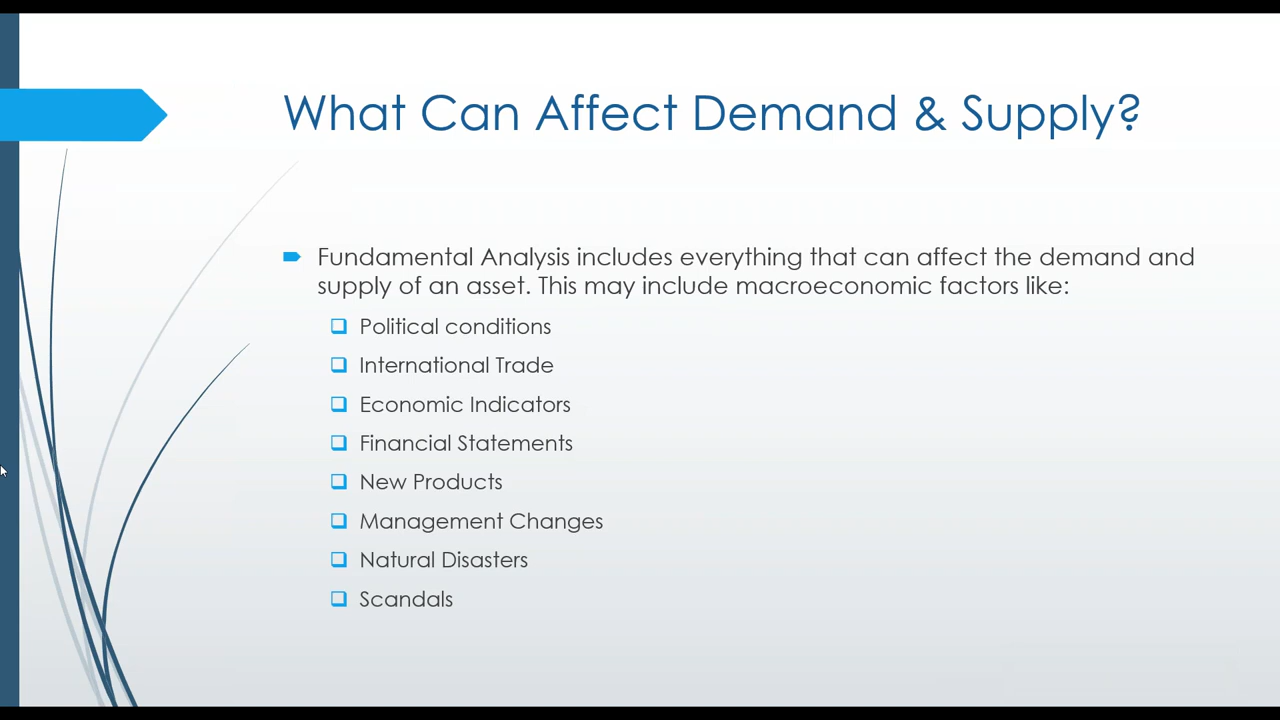 What Can Affect Demand & Supply?
Fundamental Analysis includes everything that can affect the demand and
supply of an asset. This may include macroeconomic factors like:
Political conditions
International Trade
Economic Indicators
Financial Statements
New Products
Management Changes
Natural Disasters
Scandals